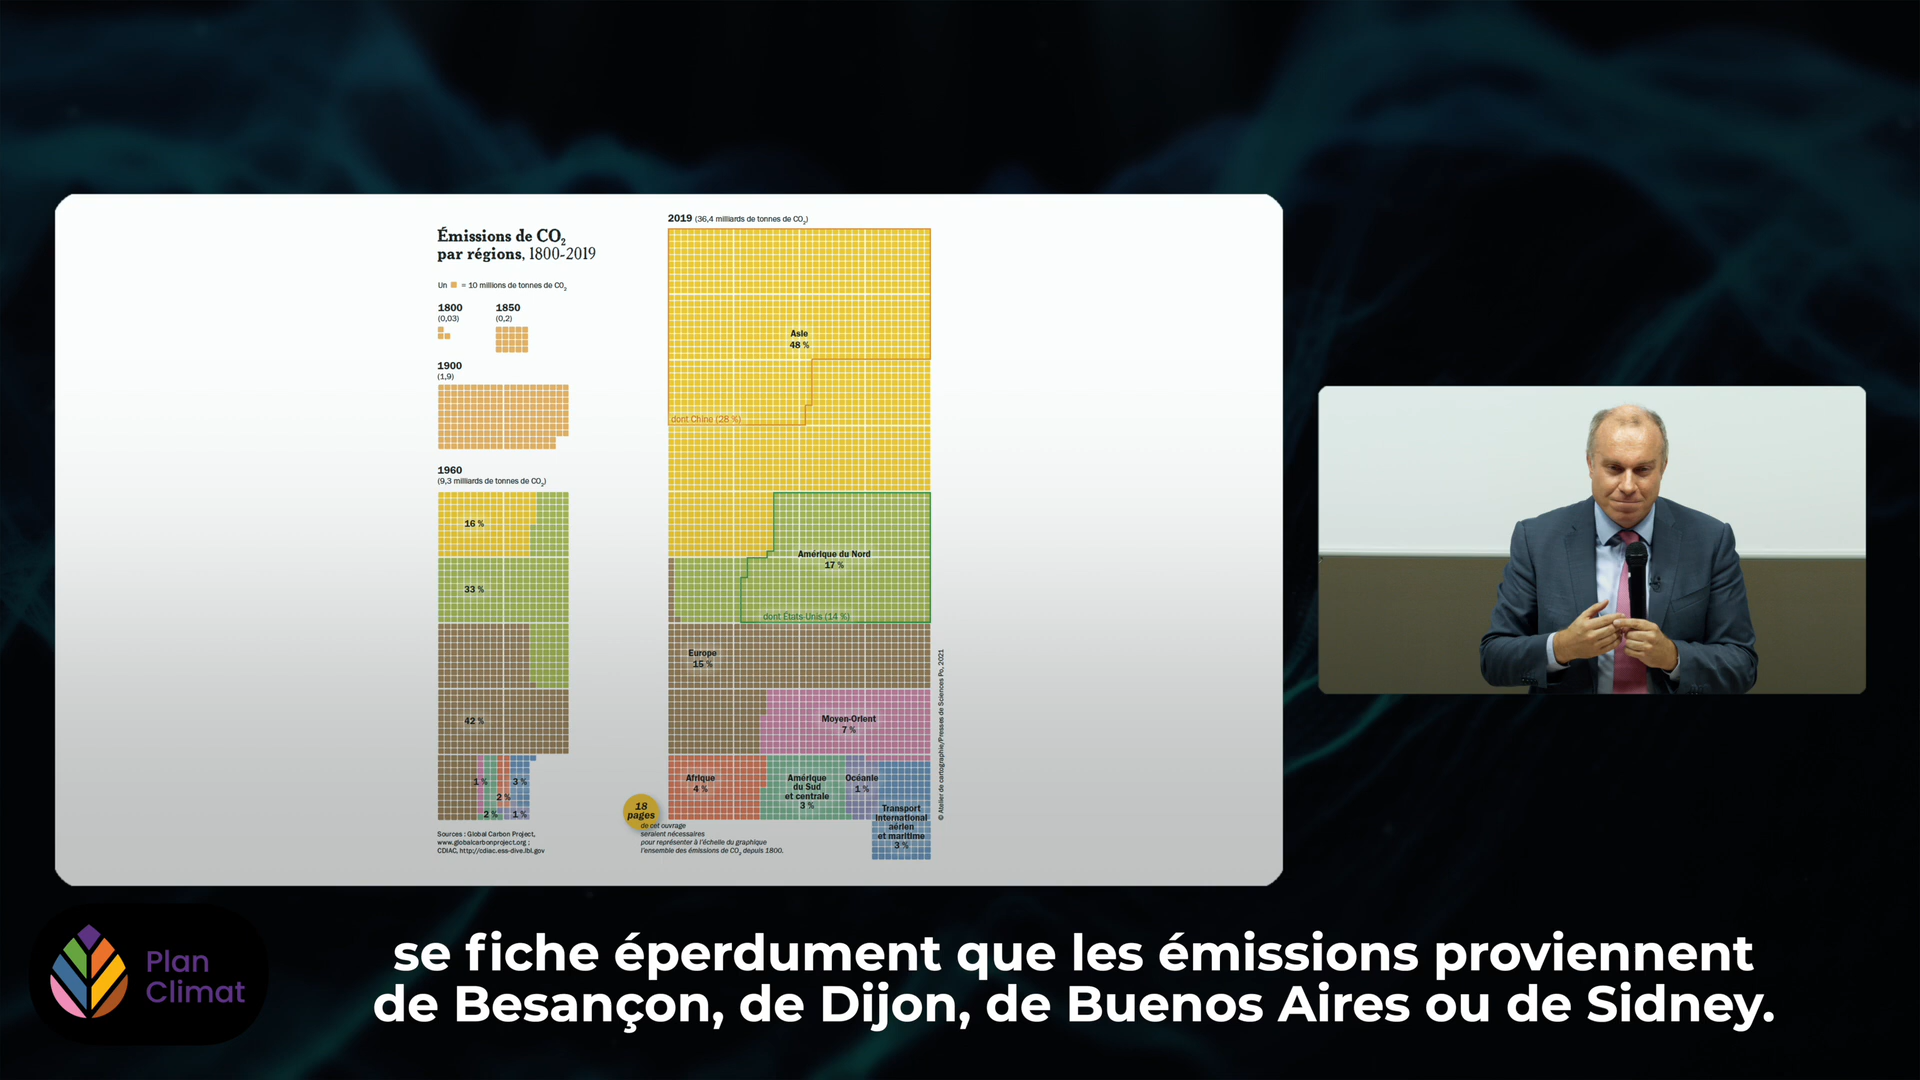 Émissions de CO2
par régions, 1800-2019
Un = 10 millions de tonnes de CO2
1800
(0,03)
1850
(0,2)
1900
(1,9)
1960
(9,3 milliards de tonnes de CO2)
16 %
33 %
42 %
1 %
3 %
2 %
2 %
1 %
Sources : Global Carbon Project,
www.globalcarbonproject.org ;
CDIAC, http://cdiac.ess-dive.lbl.gov
2019 (36,4 milliards de tonnes de CO2)
Asie
48 %
dont Chine (28 %)
Amérique du Nord
17 %
dont États-Unis (14 %)
Europe
15 %
Moyen-Orient
7 %
Afrique
4 %
Amérique
du Sud
et centrale
3 %
Océanie
1 %
Transport
international
aérien
et maritime
3 %
18
pages
de cet ouvrage
seraient nécessaires
pour représenter à l'échelle du graphique
l'ensemble des émissions de CO2 depuis 1800.
© Atelier de cartographie/Presses de Sciences Po, 2021
Plan
Climat
se fiche éperdument que les émissions proviennent
de Besançon, de Dijon, de Buenos Aires ou de Sidney.